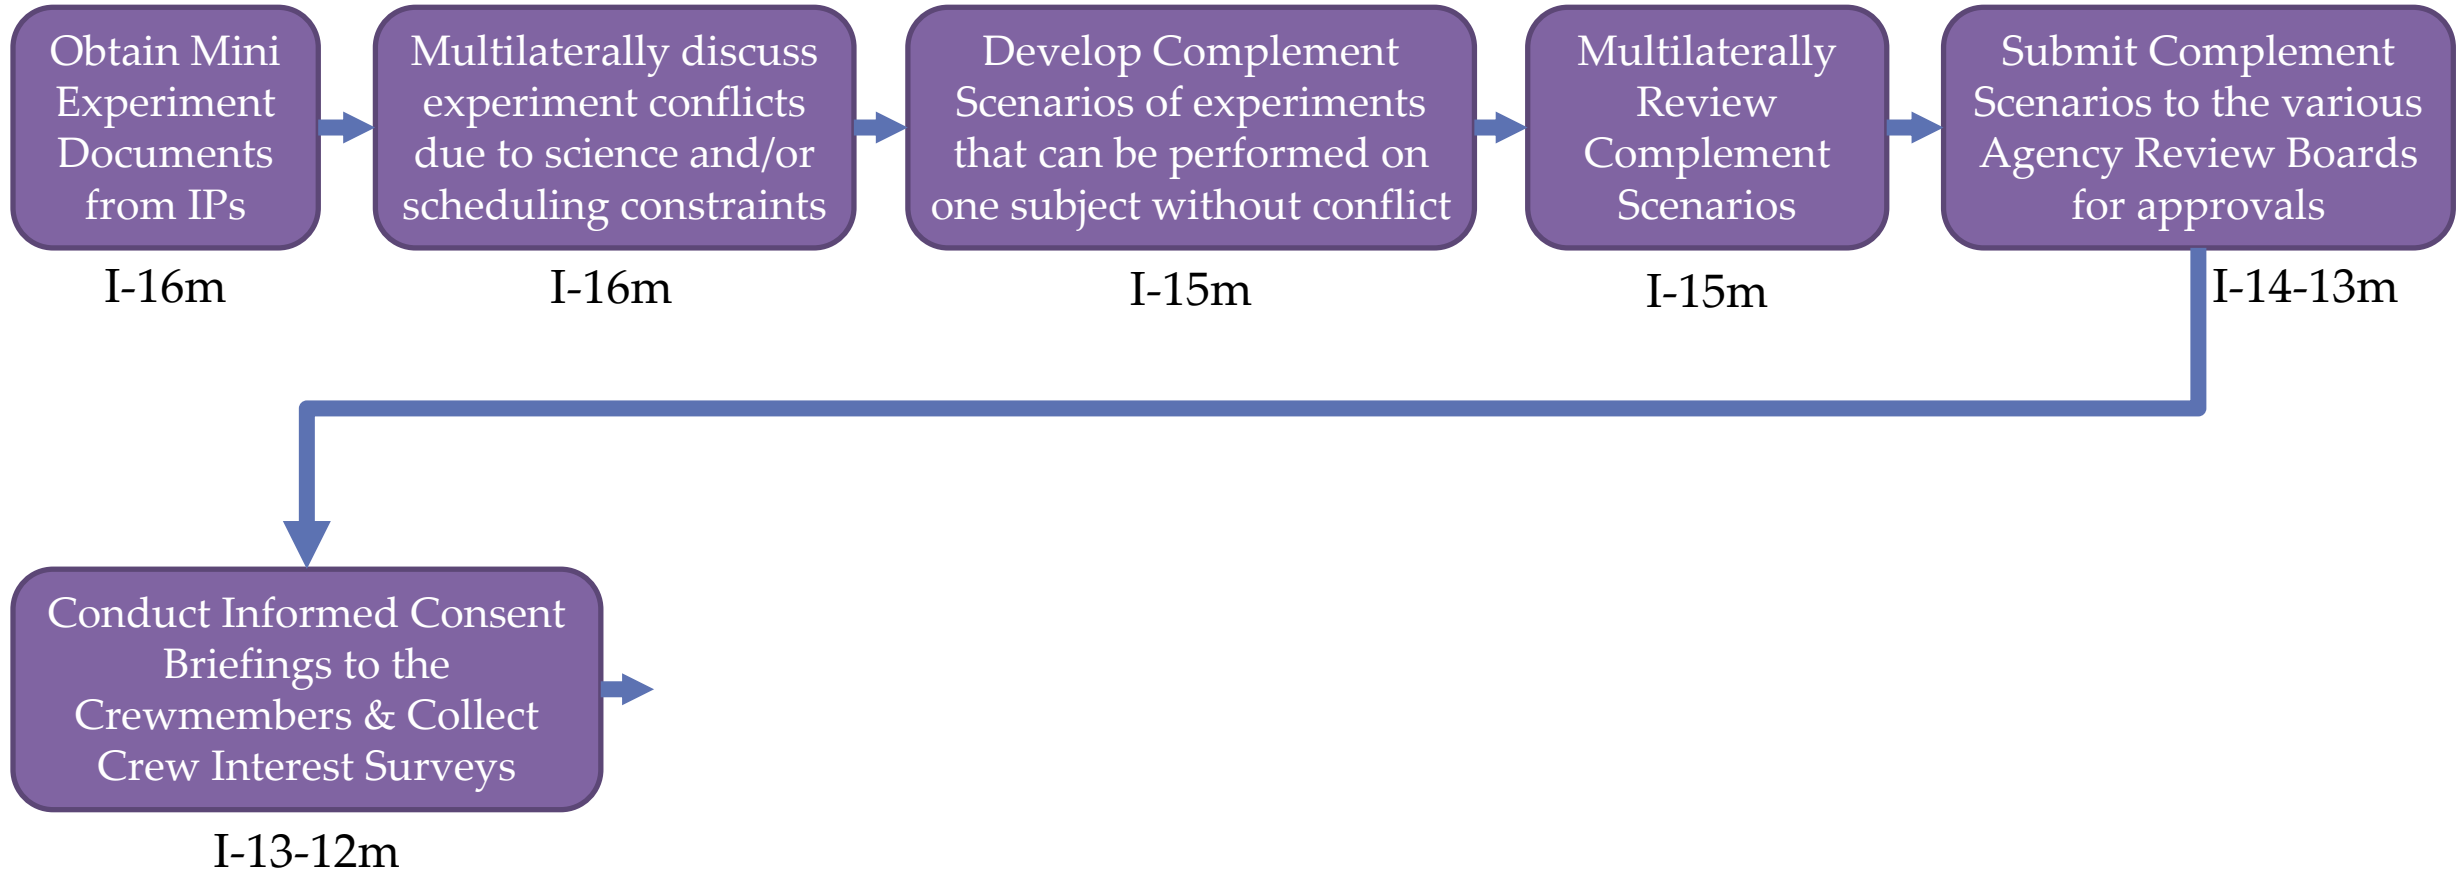 Obtain Mini
Experiment
Documents
from IPs
I-16m
Multilaterally discuss
experiment conflicts
due to science and/or
scheduling constraints
I-16m
Develop Complement
Scenarios of experiments
that can be performed on
one subject without conflict
I-15m
Multilaterally
Review
Complement
Scenarios
I-15m
Submit Complement
Scenarios to the various
Agency Review Boards
for approvals
I-14-13m
Conduct Informed Consent
Briefings to the
Crewmembers & Collect
Crew Interest Surveys
I-13-12m